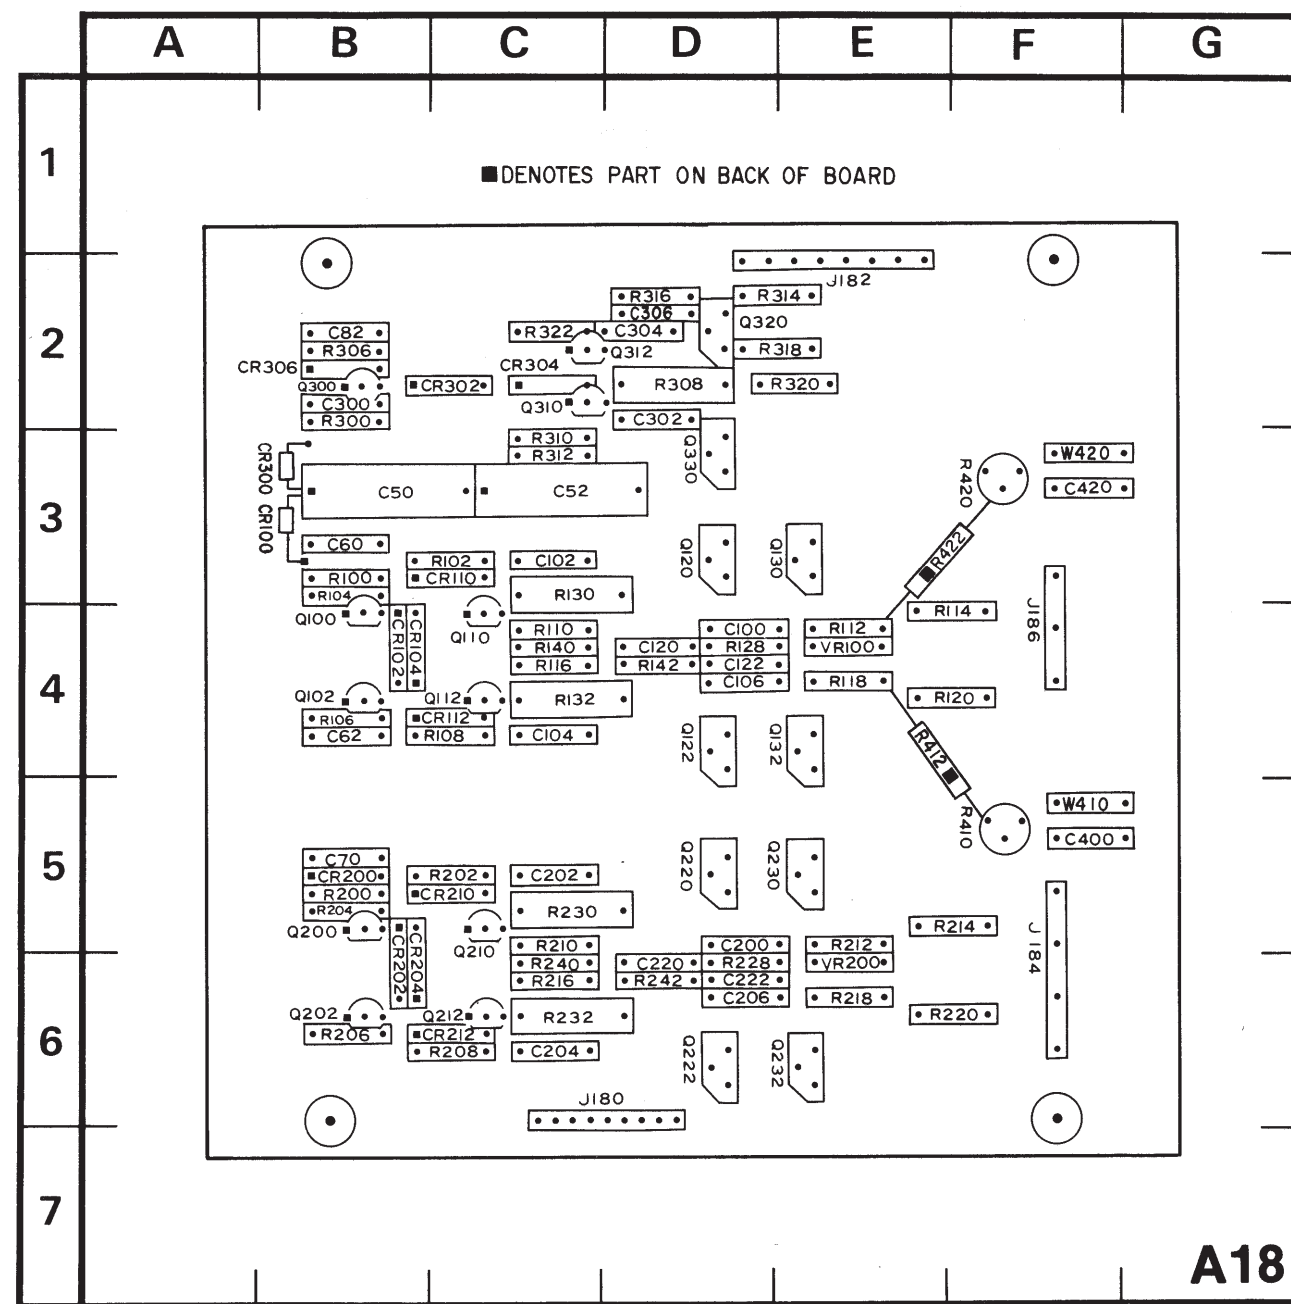 A B C D E F G
1
■DENOTES PART ON BACK OF BOARD
J182
R316 R314
C306
Q320
2
C82 R322 C304
R306 Q312 R318
CR306 CR304
Q300 CR302 R308 R320
C300 Q310
R300 C302
R310
R312
Q330
CR300
W420
R420
C50 C52 C420
3
CR100
C60
R102 C102 Q120 Q130
R422
R100 CR110
R104 R130
R114
J186
Q100 Q110
CR102 CR104
R110 C100 R112
R140 C120 R128 VR100
R116 R142 C122
C106 R118
4
Q102 Q112 R132 R120
R106 CR112
C62 R108 C104
Q122 Q132
R412
W410
R410
C400
5
C70
CR200 R202 C202 Q220 Q230
R200 CR210
R204 R230
Q200 Q210 R214
CR202 CR204
J184
R210 C200 R212
R240 C220 R228 VR200
R216 R242 C222
C206 R218
Q202 Q212 R232 R220
R206 CR212
6
R208 C204
Q222 Q232
J180
7
A18